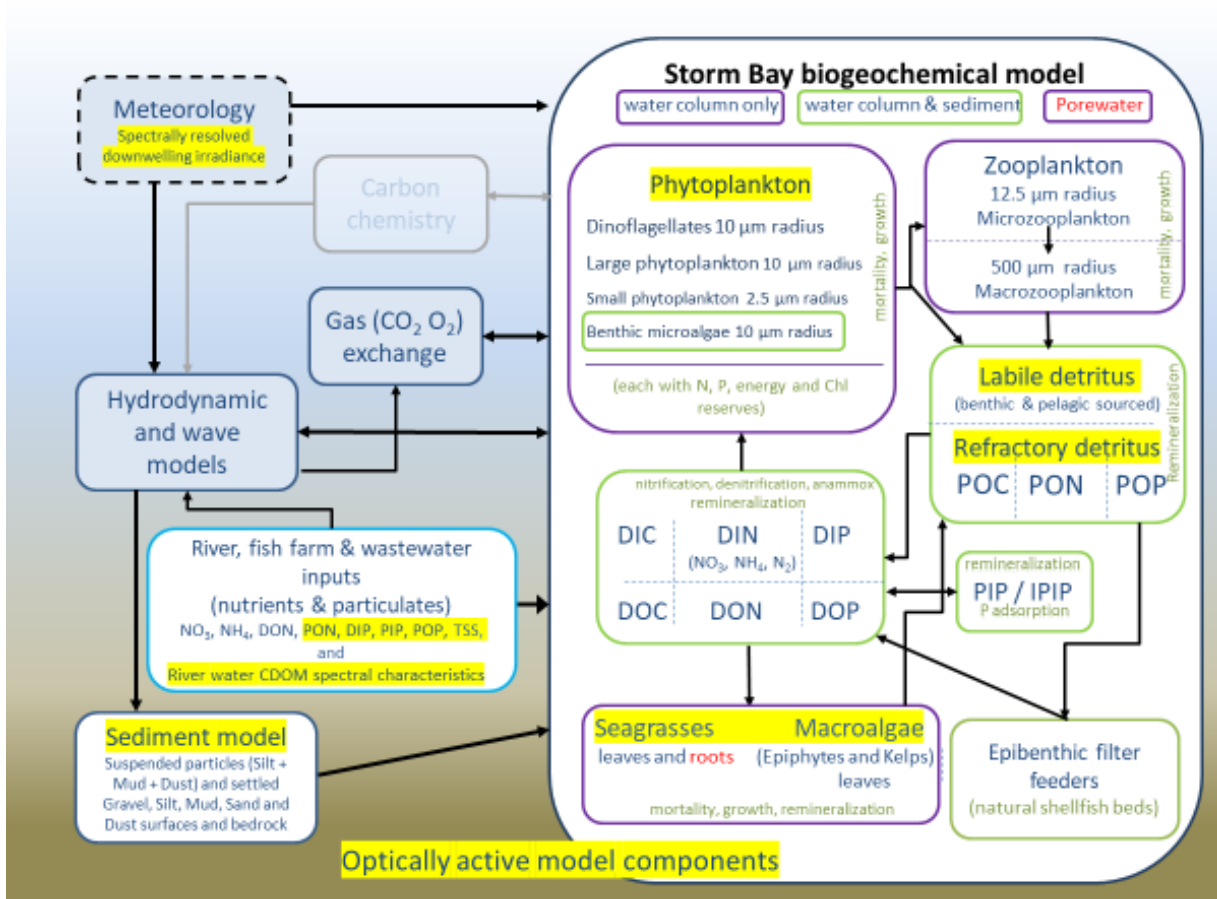 Storm Bay biogeochemical model
water column only
water column & sediment
Porewater
Meteorology
Spectrally resolved
downwelling irradiance
Carbon
chemistry
Gas (CO₂ O₂)
exchange
Hydrodynamic
and wave
models
River, fish farm & wastewater
inputs
(nutrients & particulates)
NO₃, NH₄, DON, PON, DIP, PIP, POP, TSS,
and
River water CDOM spectral characteristics
Sediment model
Suspended particles (Silt +
Mud + Dust) and settled
Gravel, Silt, Mud, Sand and
Dust surfaces and bedrock
Phytoplankton
Dinoflagellates 10 µm radius
Large phytoplankton 10 µm radius
Small phytoplankton 2.5 µm radius
Benthic microalgae 10 µm radius
(each with N, P, energy and Chl
reserves)
mortality, growth
Zooplankton
12.5 µm radius
Microzooplankton
500 µm radius
Macrozooplankton
mortality, growth
Labile detritus
(benthic & pelagic sourced)
Refractory detritus
POC PON POP
Remineralization
nitrification, denitrification, anammox
remineralization
DIC DIN DIP
(NO₃, NH₄, N₂)
DOC DON DOP
remineralization
PIP / IPIP
P adsorption
Seagrasses Macroalgae
leaves and roots (Epiphytes and Kelps)
leaves
mortality, growth, remineralization
Epibenthic filter
feeders
(natural shellfish beds)
Optically active model components